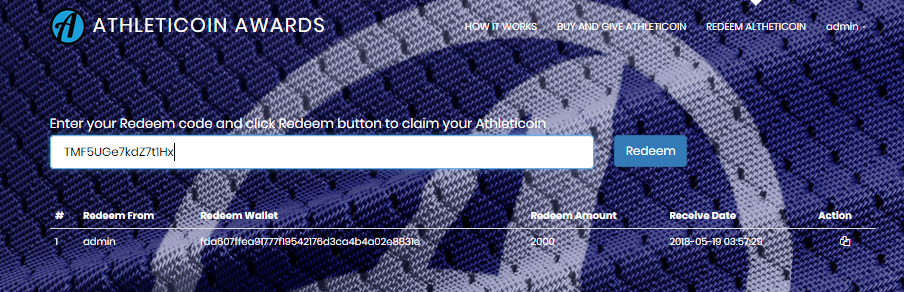 ATHLETICOIN AWARDS
HOW IT WORKS BUY AND GIVE ATHLETICOIN REDEEM ALTHETICOIN admin
Enter your Redeem code and click Redeem button to claim your Athleticoin
TMF5UGe7kdZ7t1Hx Redeem
# Redeem From Redeem Wallet Redeem Amount Receive Date Action
1 admin fda607ffea91777f19542176d3ca4b4a02e8831e 2000 2018-05-19 03:57:29